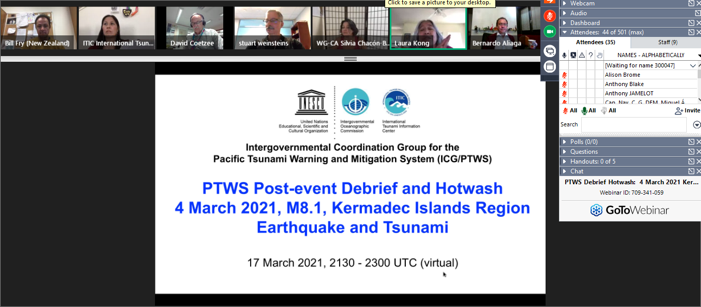 Click to save a picture to your desktop.
Bill Fry (New Zealand)
ITIC International Tsun...
David Coetzee
stuart weinsteins
WG-CA Silvia Chacón-B...
Laura Kong
Bernardo Aliaga
United Nations
Educational, Scientific and
Cultural Organization
Intergovernmental
Oceanographic
Commission
International
Tsunami Information
Center
Intergovernmental Coordination Group for the
Pacific Tsunami Warning and Mitigation System (ICG/PTWS)
PTWS Post-event Debrief and Hotwash
4 March 2021, M8.1, Kermadec Islands Region
Earthquake and Tsunami
17 March 2021, 2130 - 2300 UTC (virtual)
Webcam
Audio
Dashboard
Attendees: 44 of 501 (max)
Attendees (35)
Staff (9)
NAMES - ALPHABETICALLY
[Waiting for name 300047]
Alison Brome
Anthony Blake
Anthony JAMELOT
Cap. Nav. C. G. DEM. Miguel Á
All
All
All
Invite
Search
Polls (0/0)
Questions
Handouts: 0 of 5
Chat
PTWS Debrief Hotwash: 4 March 2021 Ker...
Webinar ID: 709-341-059
GoToWebinar